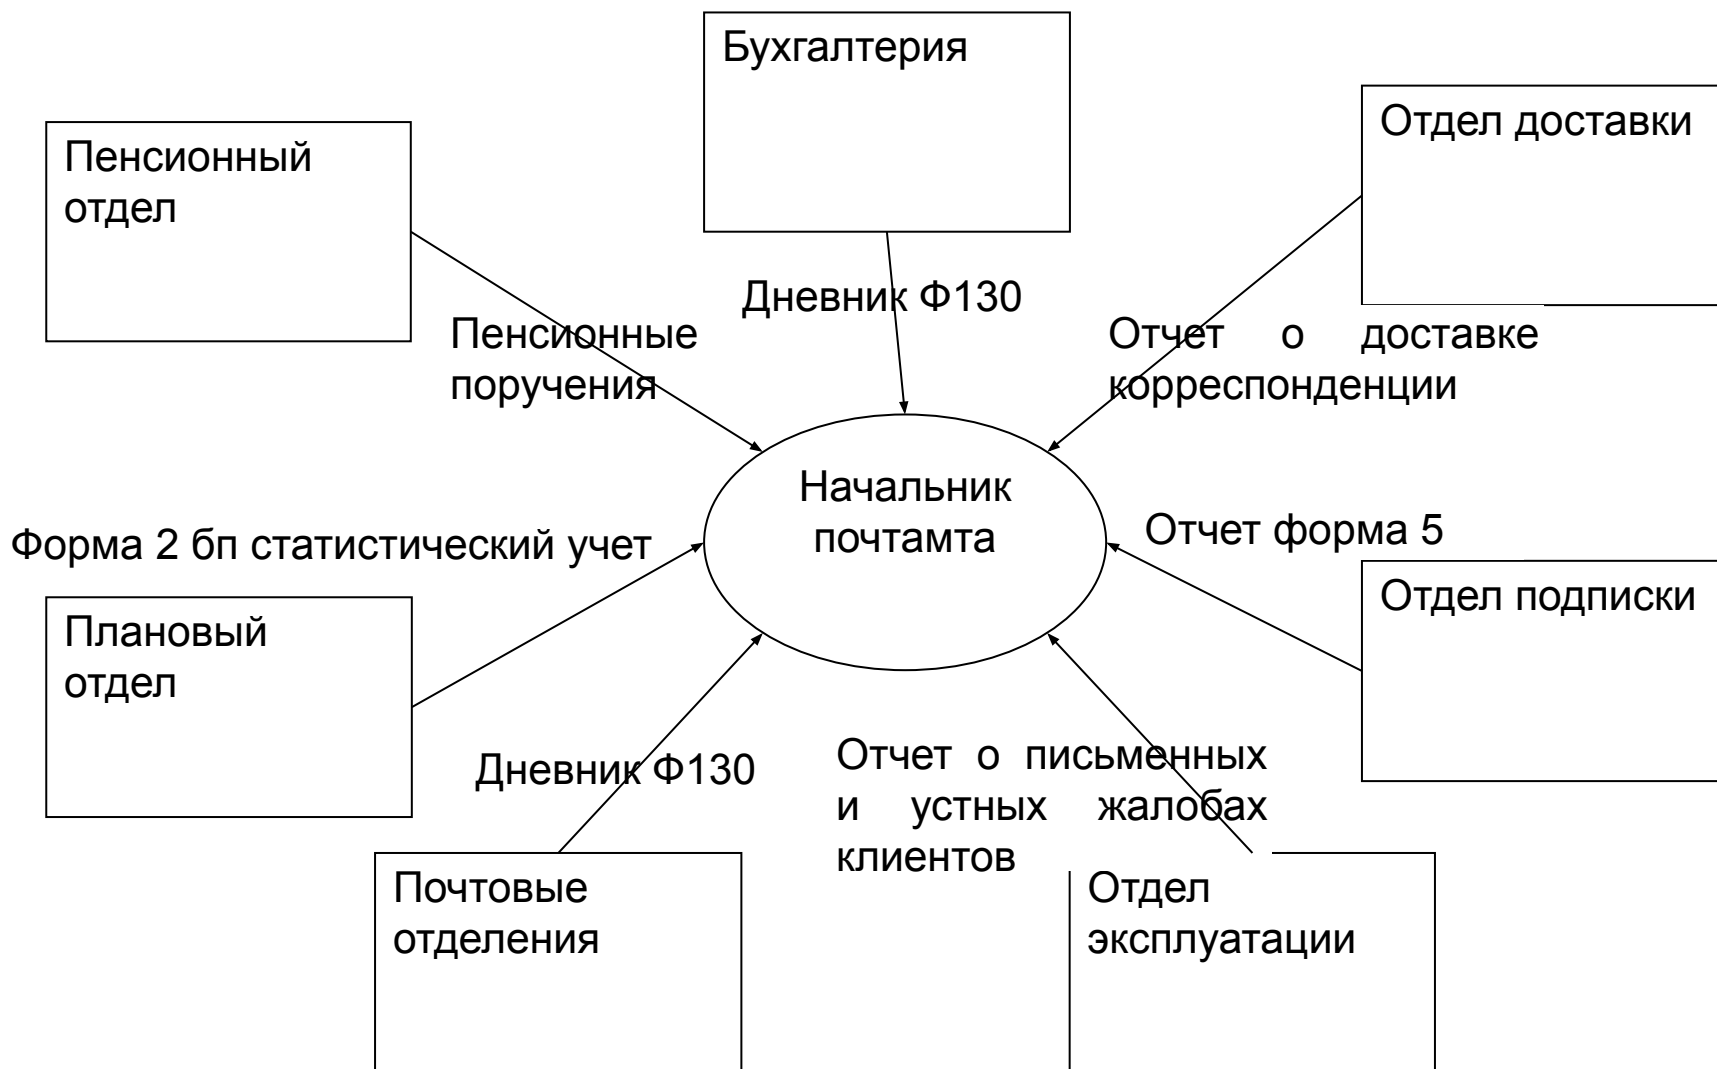 Бухгалтерия
Отдел доставки
Пенсионный
отдел
Дневник Ф130
Пенсионные
поручения
Отчет о доставке
корреспонденции
Начальник
почтамта
Форма 2 бп статистический учет
Отчет форма 5
Плановый
отдел
Отдел подписки
Дневник Ф130
Отчет о письменных
и устных жалобах
клиентов
Почтовые
отделения
Отдел
эксплуатации